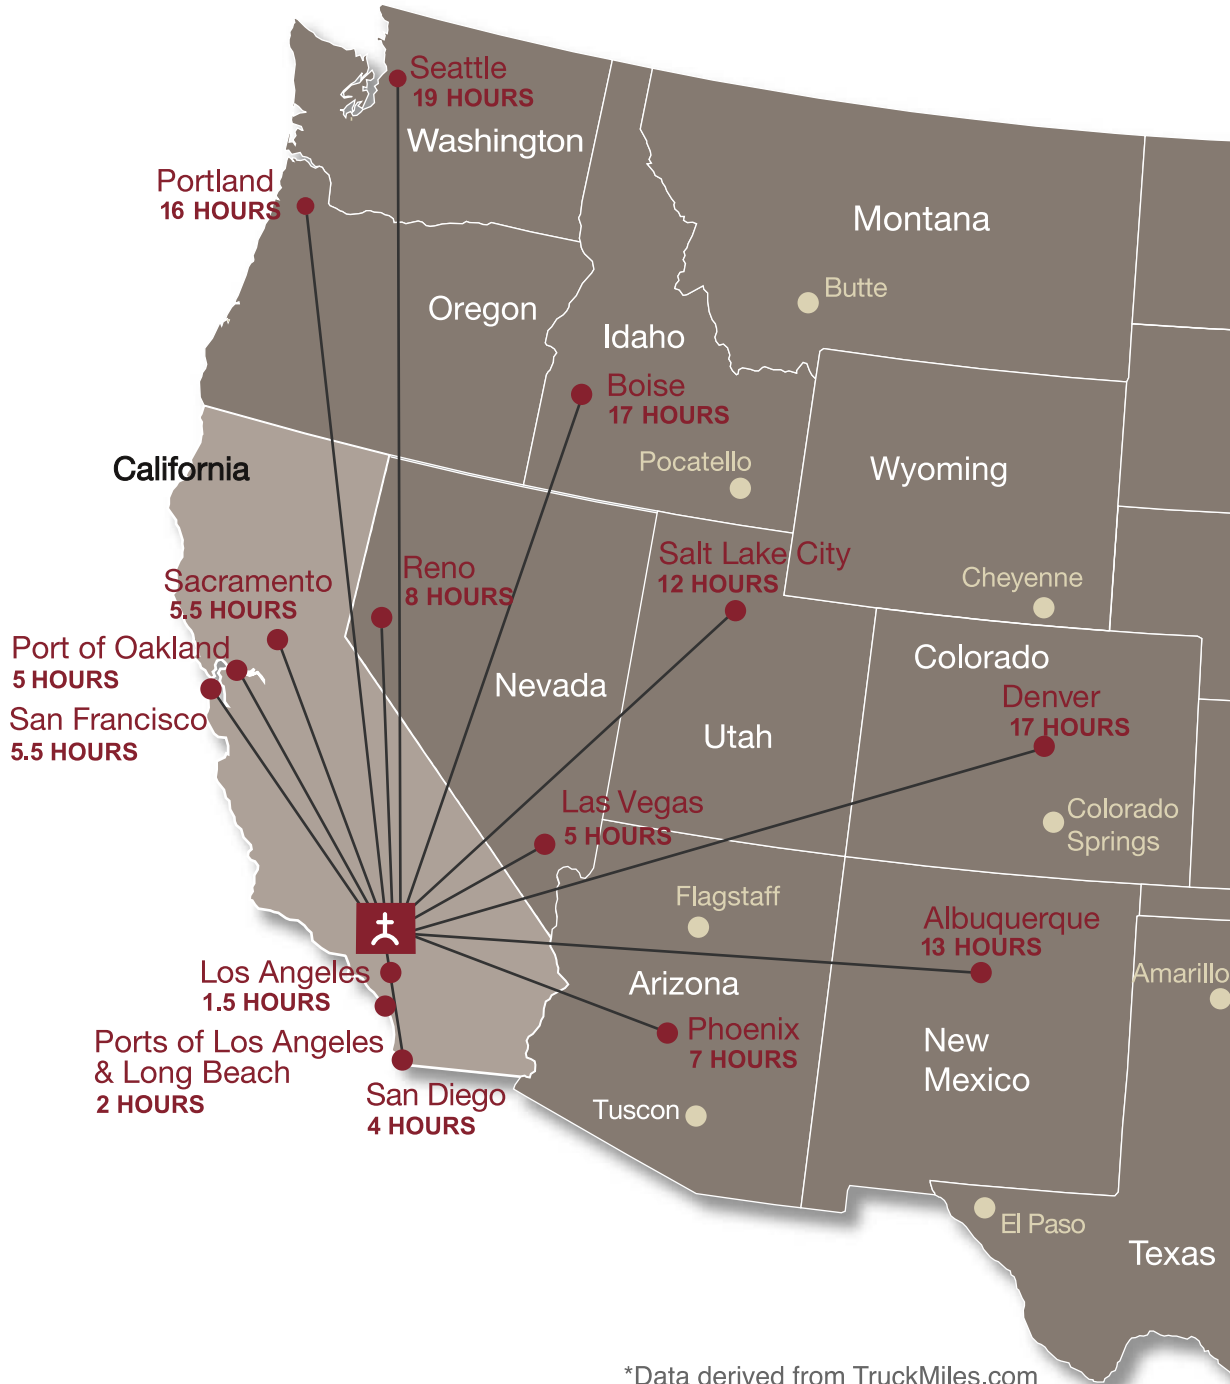 Seattle
19 HOURS
Washington
Portland
16 HOURS
Montana
Butte
Oregon
Idaho
Boise
17 HOURS
California
Pocatello
Wyoming
Salt Lake City
12 HOURS
Reno
8 HOURS
Cheyenne
Sacramento
5.5 HOURS
Port of Oakland
5 HOURS
San Francisco
5.5 HOURS
Nevada
Colorado
Denver
17 HOURS
Utah
Las Vegas
5 HOURS
Colorado
Springs
Flagstaff
Albuquerque
13 HOURS
Amarillo
Los Angeles
1.5 HOURS
Arizona
Phoenix
7 HOURS
Ports of Los Angeles
& Long Beach
2 HOURS
New
Mexico
San Diego
4 HOURS
Tuscon
El Paso
Texas
*Data derived from TruckMiles.com